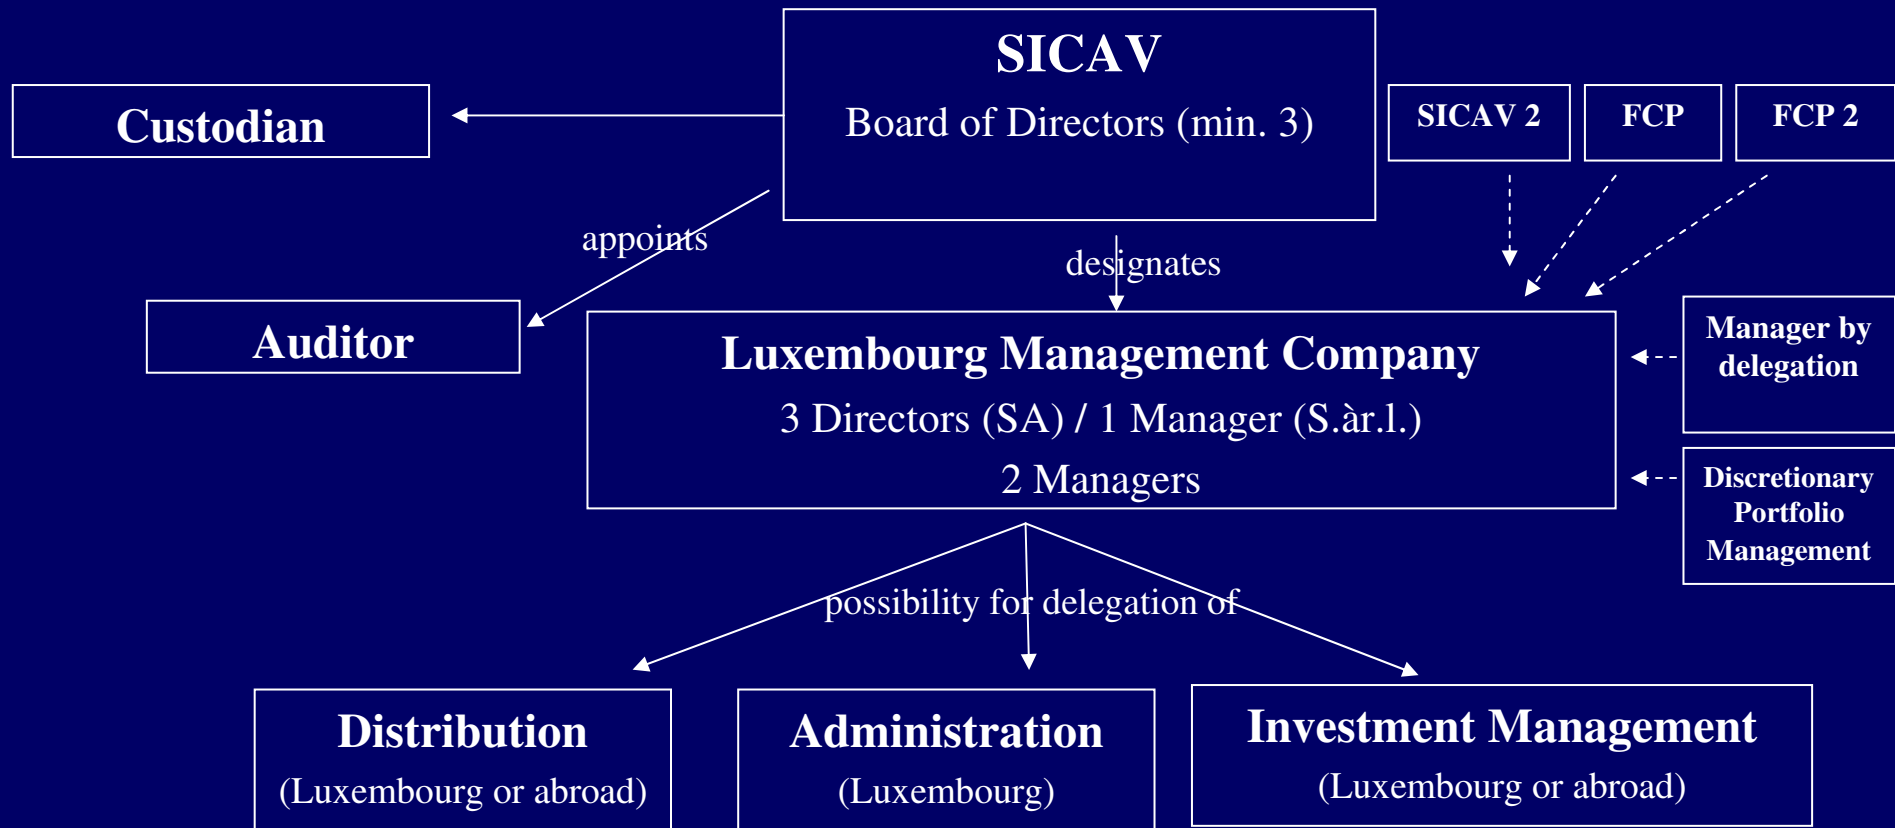 SICAV
Board of Directors (min. 3)
Custodian
SICAV 2
FCP
FCP 2
appoints
designates
Auditor
Luxembourg Management Company
3 Directors (SA) / 1 Manager (S.àr.l.)
2 Managers
Manager by
delegation
Discretionary
Portfolio
Management
possibility for delegation of
Distribution
(Luxembourg or abroad)
Administration
(Luxembourg)
Investment Management
(Luxembourg or abroad)